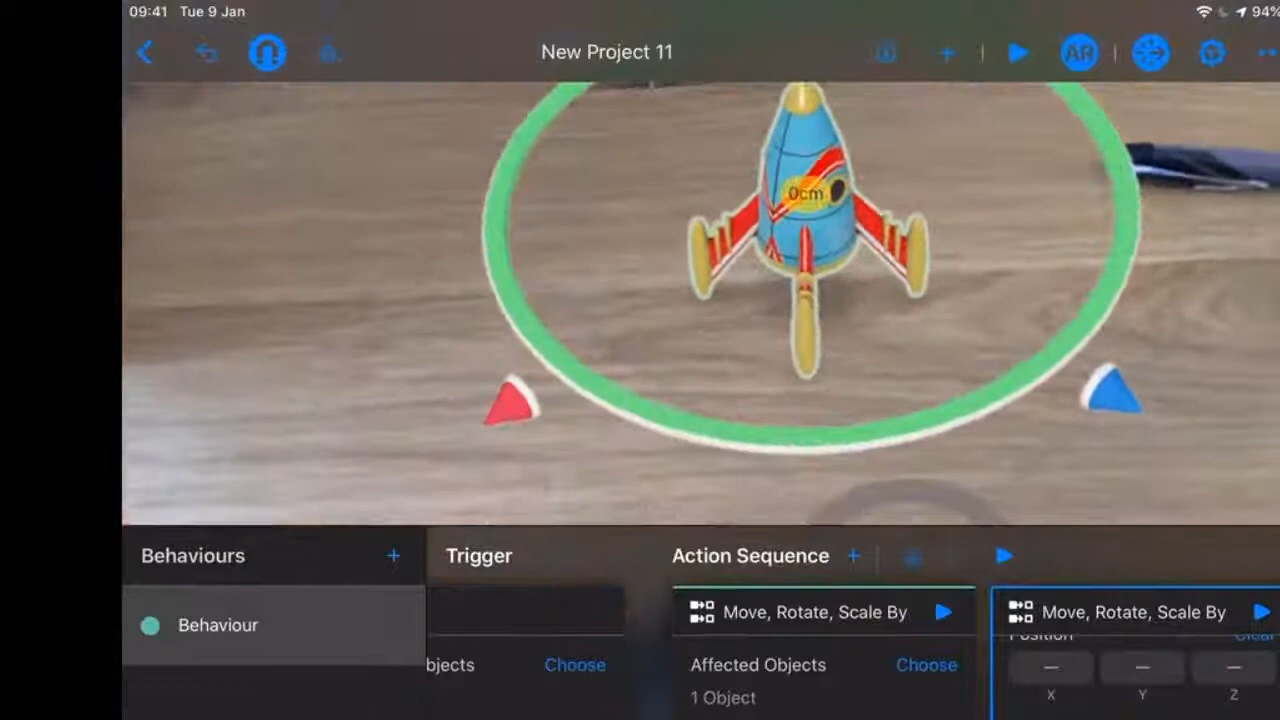 09:41 Tue 9 Jan
94%
New Project 11
AR
0cm
Behaviours
Trigger
Action Sequence
Behaviour
bjects
Choose
Move, Rotate, Scale By
Affected Objects
Choose
1 Object
Move, Rotate, Scale By
Position
Clear
X
Y
Z